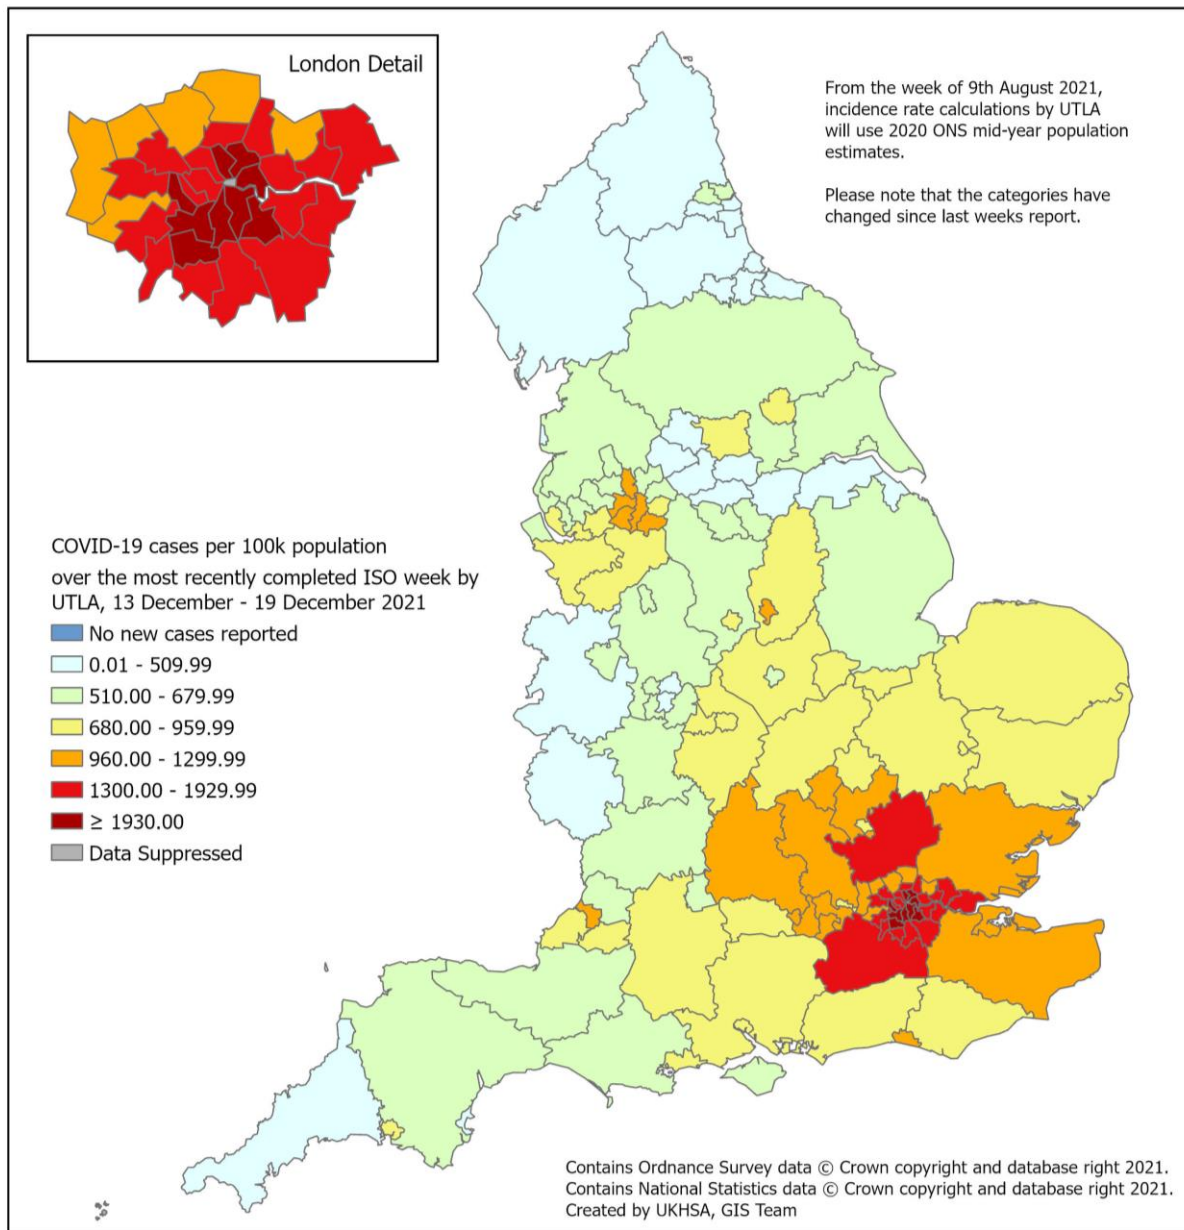 London Detail
From the week of 9th August 2021,
incidence rate calculations by UTLA
will use 2020 ONS mid-year population
estimates.
Please note that the categories have
changed since last weeks report.
COVID-19 cases per 100k population
over the most recently completed ISO week by
UTLA, 13 December - 19 December 2021
No new cases reported
0.01 - 509.99
510.00 - 679.99
680.00 - 959.99
960.00 - 1299.99
1300.00 - 1929.99
≥ 1930.00
Data Suppressed
Contains Ordnance Survey data © Crown copyright and database right 2021.
Contains National Statistics data © Crown copyright and database right 2021.
Created by UKHSA, GIS Team